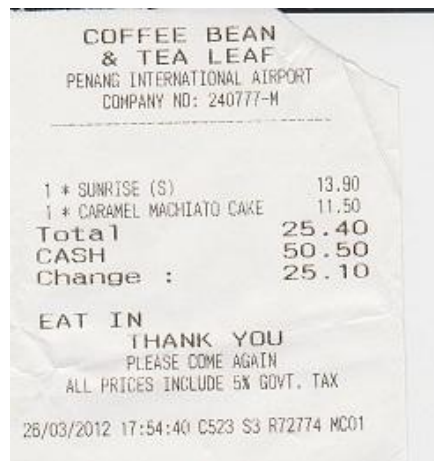 COFFEE BEAN
& TEA LEAF
PENANG INTERNATIONAL AIRPORT
COMPANY NO: 240777-M
1 * SUNRISE (S) 13.90
1 * CARAMEL MACHIATO CAKE 11.50
Total 25.40
CASH 50.50
Change : 25.10
EAT IN
THANK YOU
PLEASE COME AGAIN
ALL PRICES INCLUDE 5% GOVT. TAX
26/03/2012 17:54:40 C523 S3 R72774 MC01